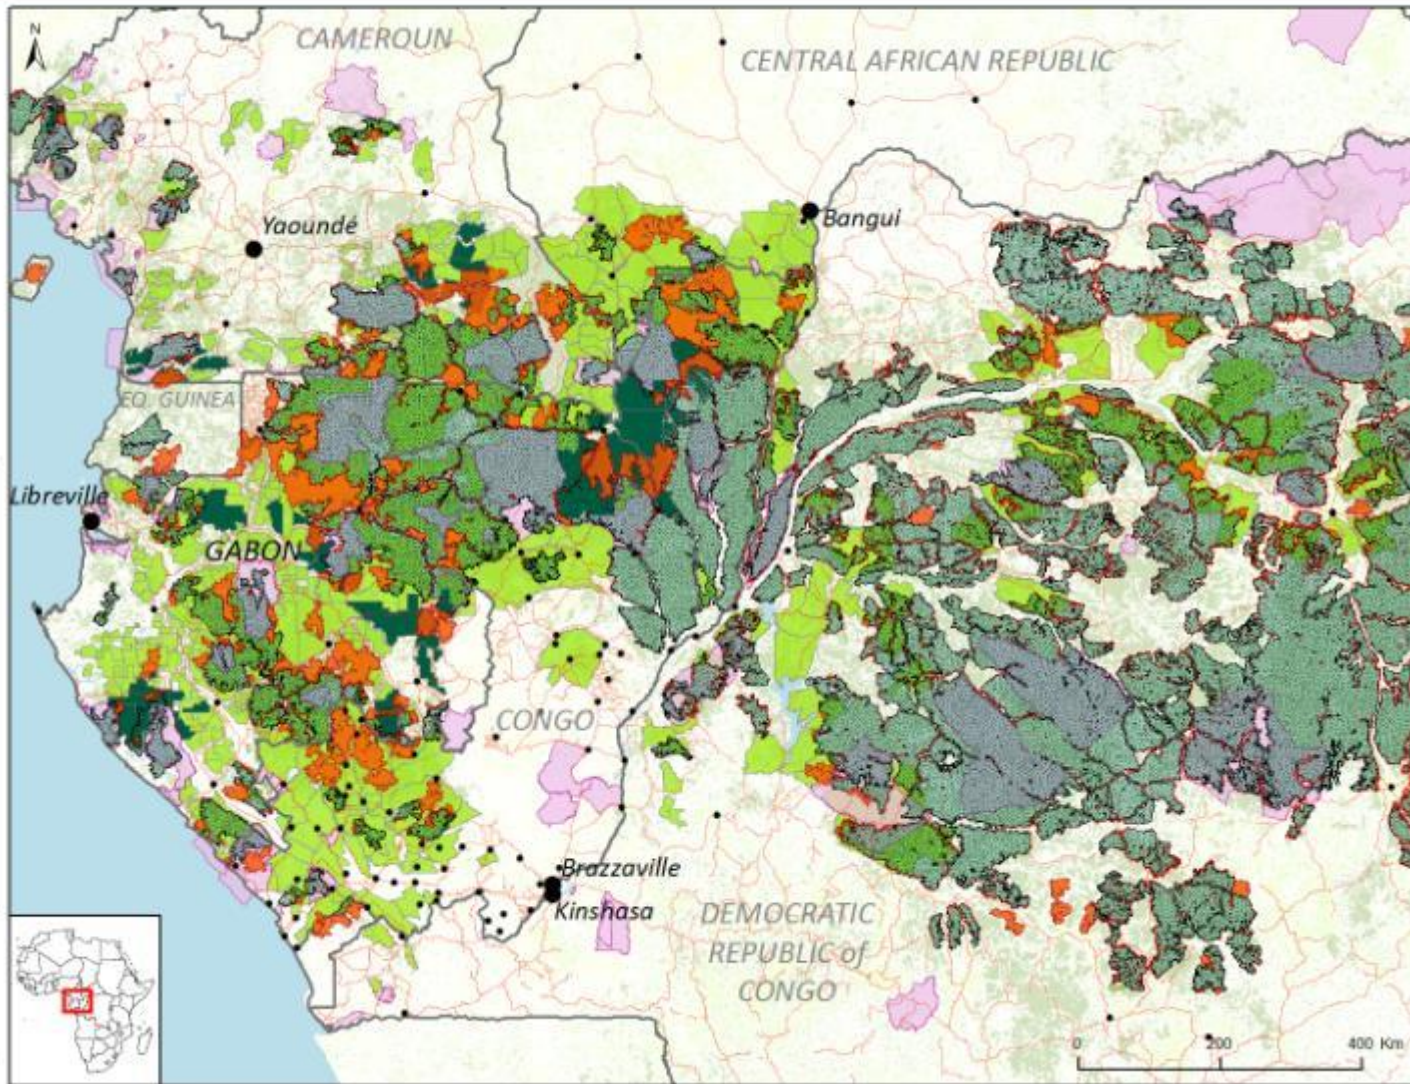 N
CAMEROUN
CENTRAL AFRICAN REPUBLIC
Yaoundé
Bangui
EQ. GUINEA
Libreville
GABON
CONGO
Brazzaville
Kinshasa
DEMOCRATIC
REPUBLIC of
CONGO
0 200 400 Km